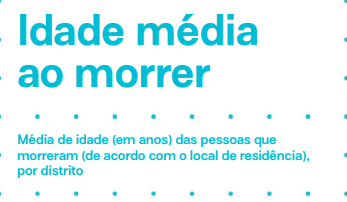 Idade média
ao morrer
Média de idade (em anos) das pessoas que
morreram (de acordo com o local de residência),
por distrito